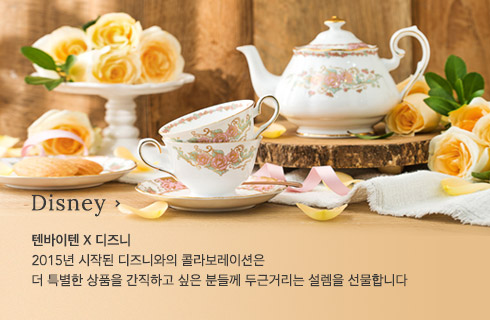 Disney ›
텐바이텐 X 디즈니
2015년 시작된 디즈니와의 콜라보레이션은
더 특별한 상품을 간직하고 싶은 분들께 두근거리는 설렘을 선물합니다